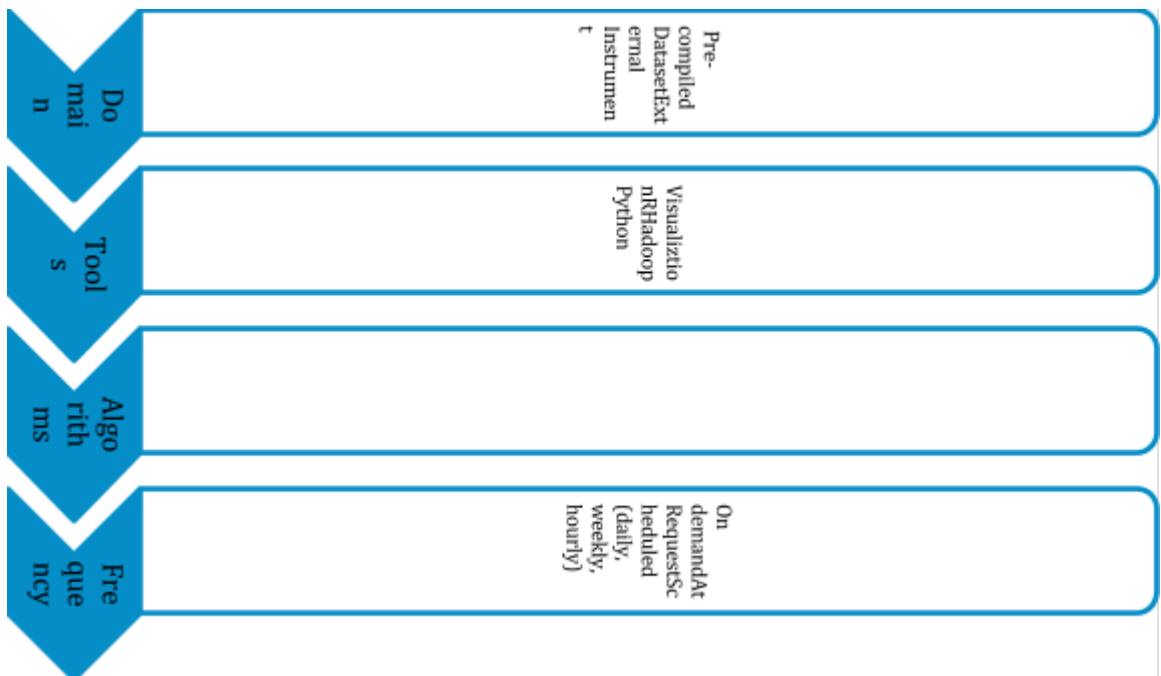 Do
mai
n
Pre-
compiled
DatasetExt
ernal
Instrumen
t
Tool
s
Visualiztio
nRHadoop
Python
Algo
rith
ms
Fre
que
ncy
On
demandAt
RequestSc
heduled
(daily,
weekly,
hourly)